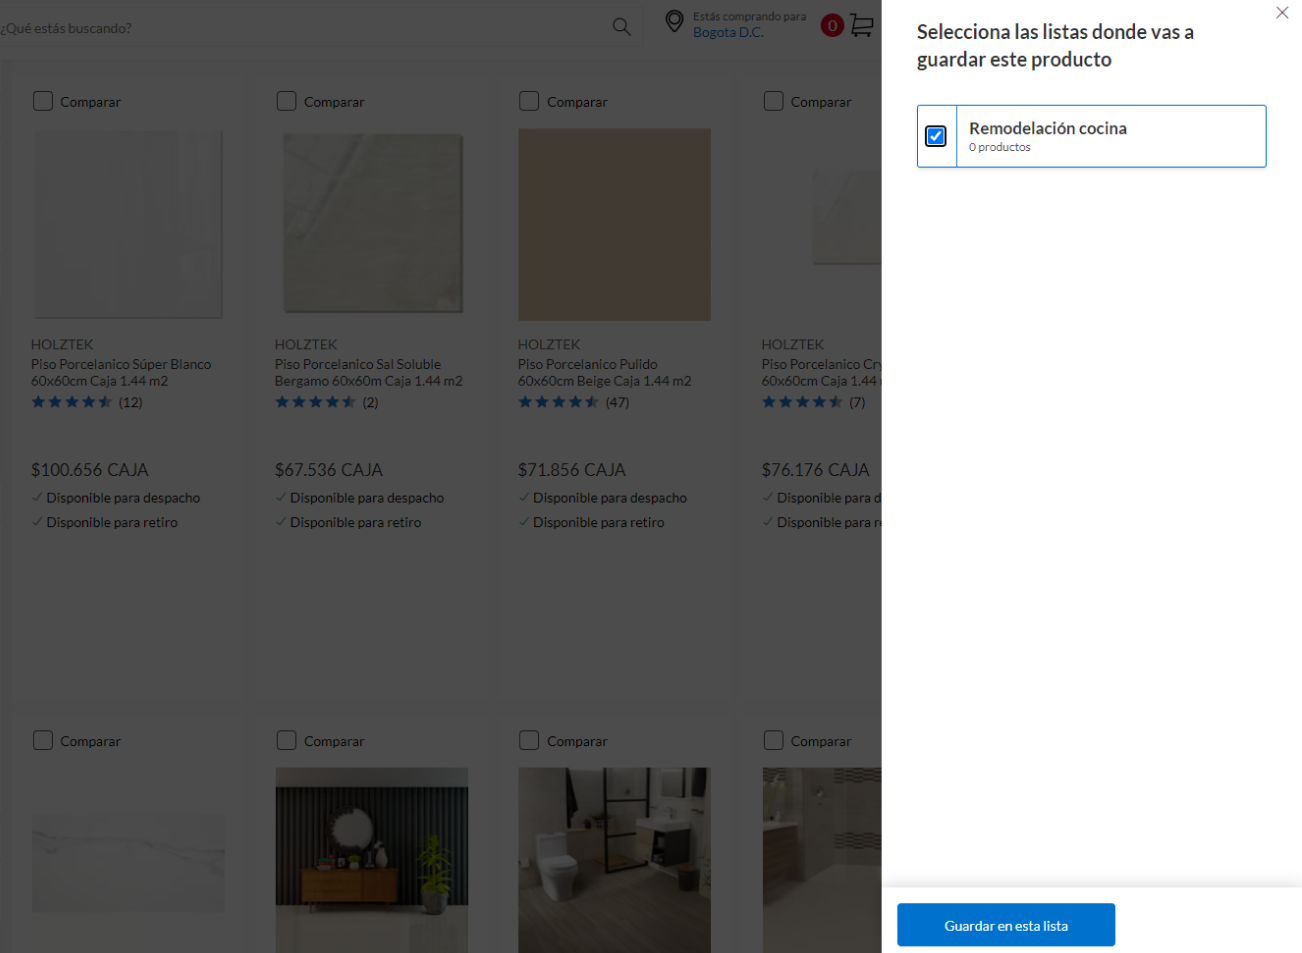 ¿Qué estás buscando?
Estás comprando para
Bogota D.C.
0
Selecciona las listas donde vas a
guardar este producto
Remodelación cocina
0 productos
Comparar
Comparar
Comparar
Comparar
HOLZTEK
Piso Porcelanico Súper Blanco
60x60cm Caja 1.44 m2
(12)
$100.656 CAJA
Disponible para despacho
Disponible para retiro
HOLZTEK
Piso Porcelanico Sal Soluble
Bergamo 60x60m Caja 1.44 m2
(2)
$67.536 CAJA
Disponible para despacho
Disponible para retiro
HOLZTEK
Piso Porcelanico Pulido
60x60cm Beige Caja 1.44 m2
(47)
$71.856 CAJA
Disponible para despacho
Disponible para retiro
HOLZTEK
Piso Porcelanico Cry
60x60cm Caja 1.44
(7)
$76.176 CAJA
Disponible para d
Disponible para r
Comparar
Comparar
Comparar
Comparar
Guardar en esta lista